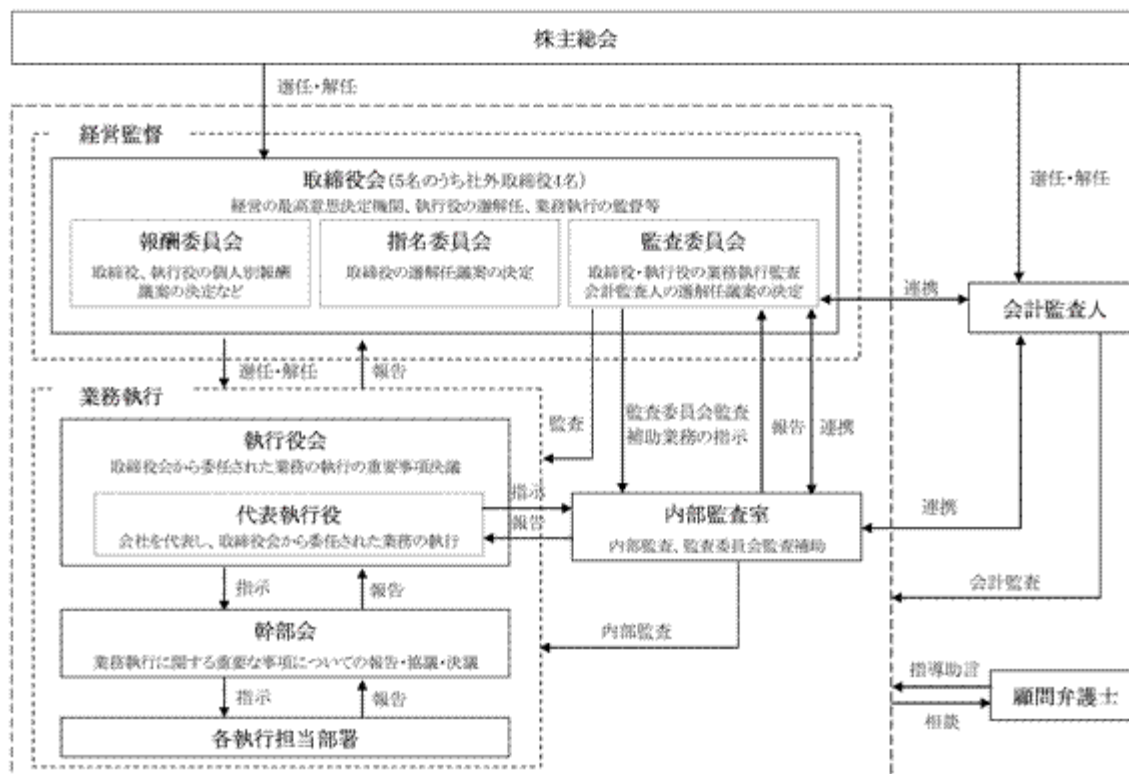 株主総会
選任・解任
経営監督
取締役会(5名のうち社外取締役4名)
経営の最高意思決定機関、執行役の選解任、業務執行の監督等
選任・解任
報酬委員会
取締役、執行役の個人別報酬
議案の決定など
指名委員会
取締役の選解任議案の決定
監査委員会
取締役・執行役の業務執行監査
会計監査人の選解任議案の決定
連携
会計監査人
選任・解任
報告
業務執行
監査
監査委員会監査
補助業務の指示
報告
連携
執行役会
取締役会から委任された業務の執行の重要事項決議
代表執行役
会社を代表し、取締役会から委任された業務の執行
指示
報告
内部監査室
内部監査、監査委員会監査補助
連携
指示
報告
会計監査
幹部会
業務執行に関する重要な事項についての報告・協議・決議
内部監査
指示
報告
指導助言
相談
顧問弁護士
各執行担当部署